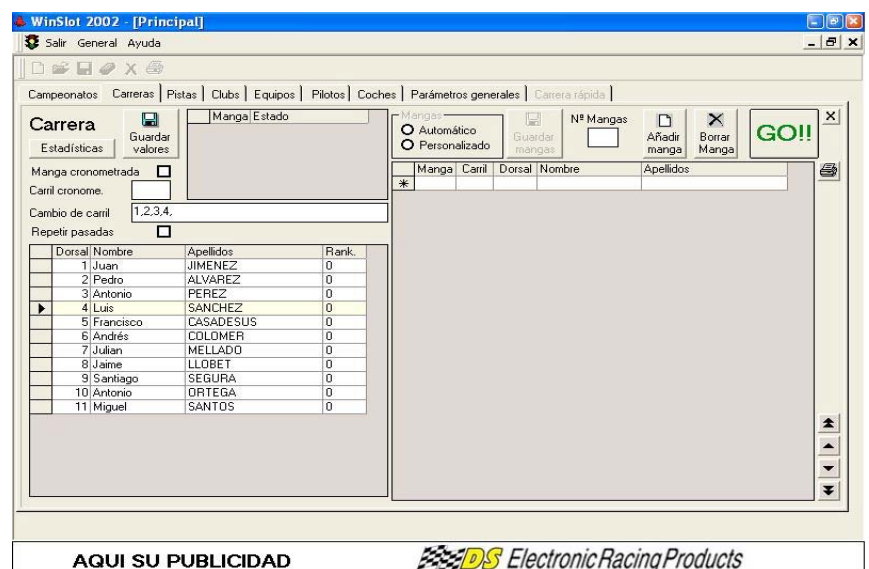 WinSlot 2002 - [Principal]
Salir General Ayuda
Campeonatos Carreras Pistas Clubs Equipos Pilotos Coches Parámetros generales Carrera rápida
Carrera
Estadísticas
Guardar valores
Manga Estado
Mangas
Automático
Personalizado
Guardar mangas
Nº Mangas
Añadir manga
Borrar Manga
GO!!
Manga cronometrada
Carril cronome.
Cambio de carril 1,2,3,4,
Repetir pasadas
Manga Carril Dorsal Nombre Apellidos
Dorsal Nombre Apellidos Rank.
1 Juan JIMENEZ 0
2 Pedro ALVAREZ 0
3 Antonio PEREZ 0
4 Luis SANCHEZ 0
5 Francisco CASADESUS 0
6 Andrés COLOMER 0
7 Julian MELLADO 0
8 Jaime LLOBET 0
9 Santiago SEGURA 0
10 Antonio ORTEGA 0
11 Miguel SANTOS 0
AQUI SU PUBLICIDAD
DS Electronic Racing Products